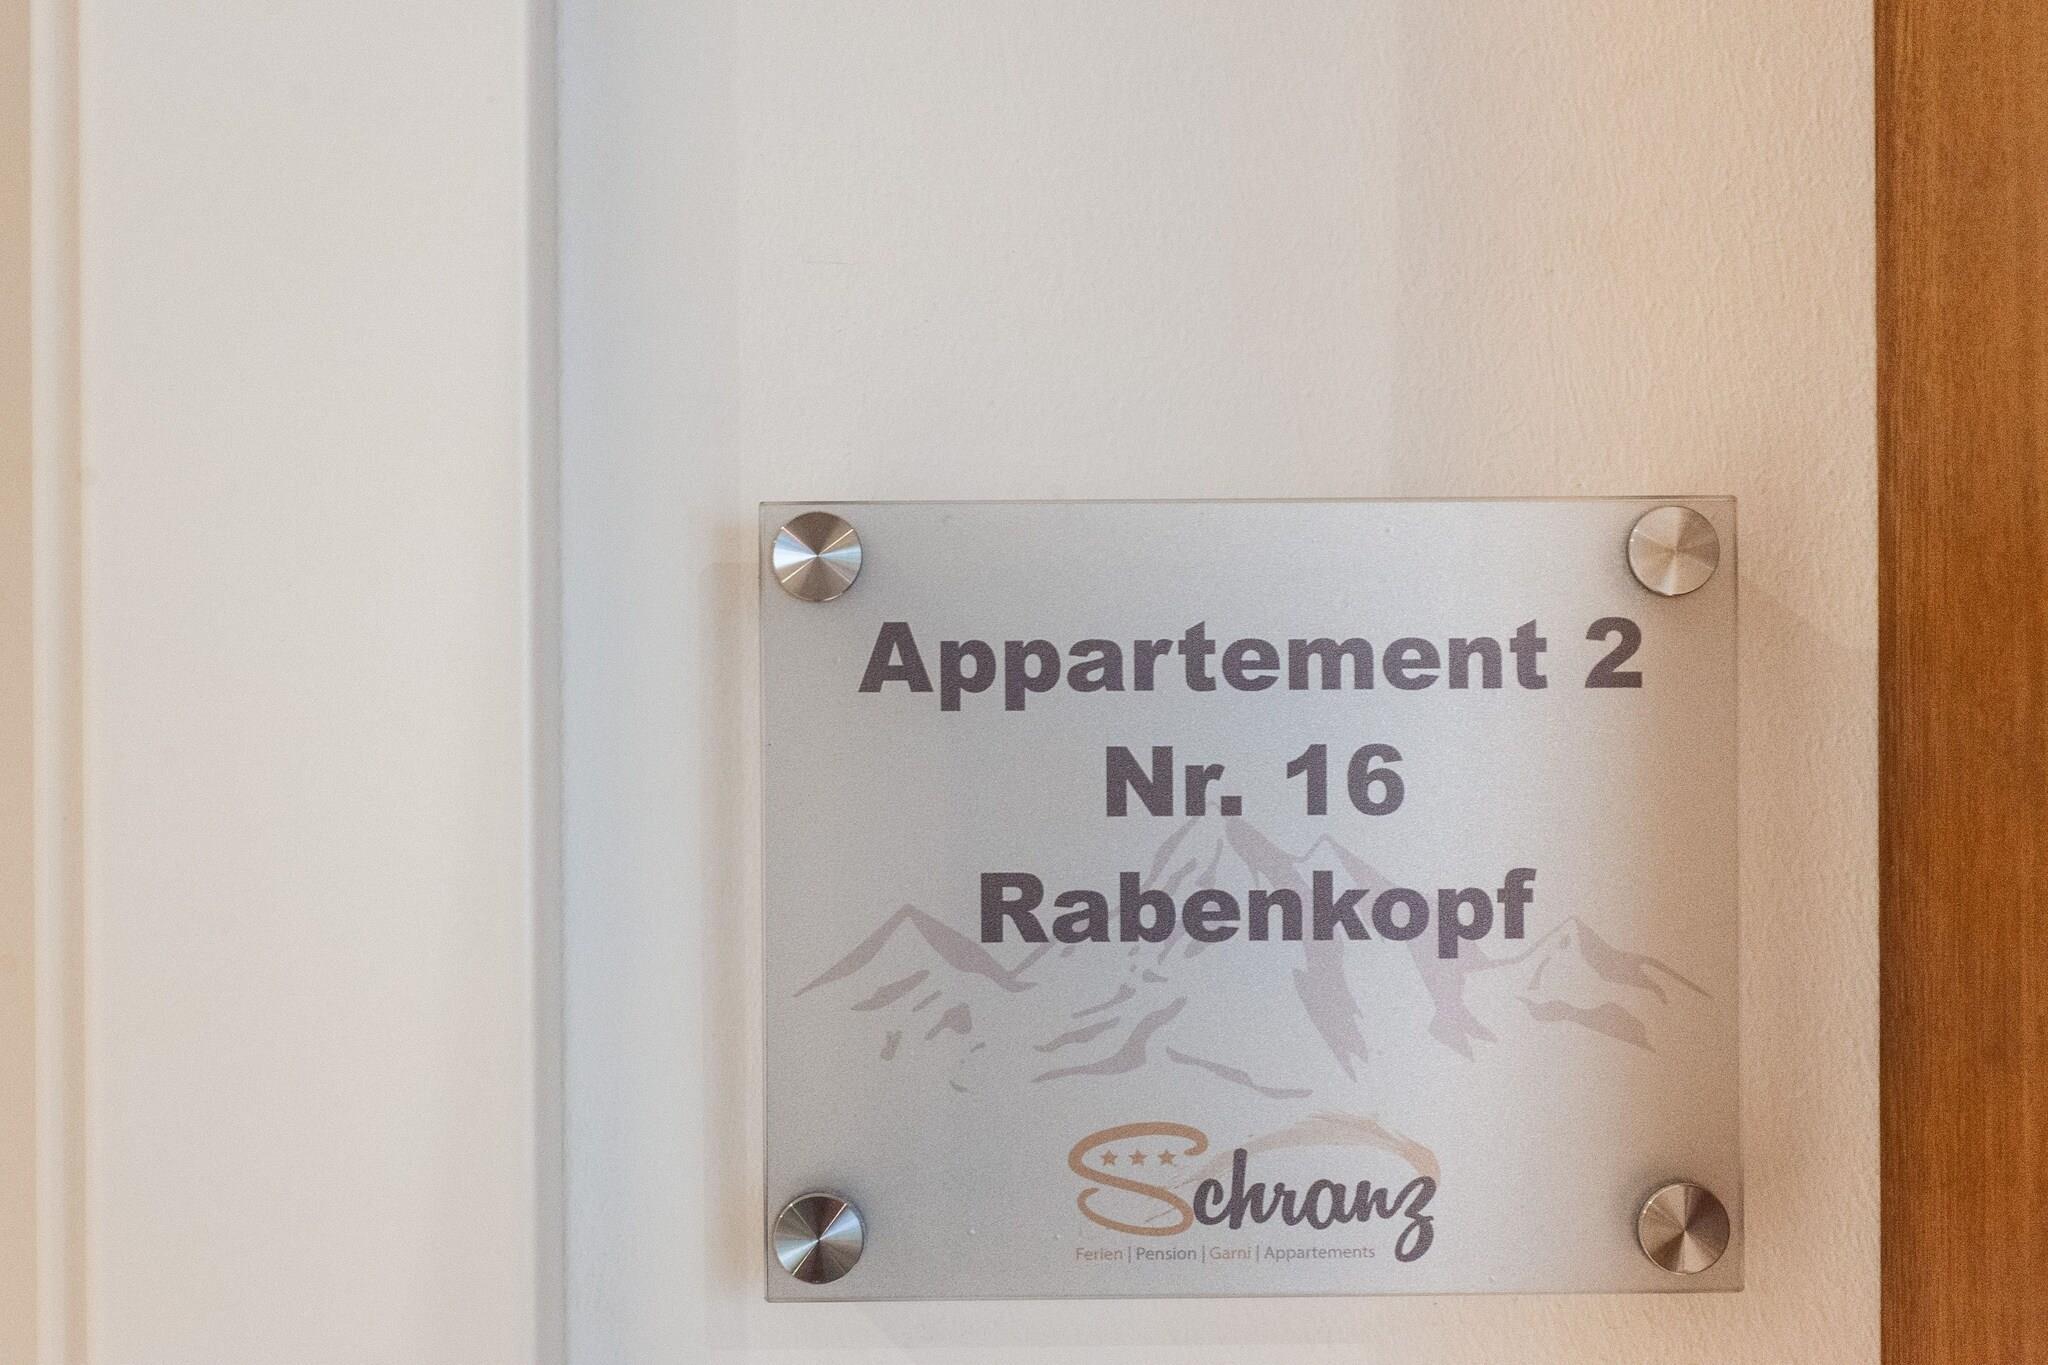 Appartement 2
Nr. 16
Rabenkopf
Schranz
Ferien | Pension | Garni | Appartements